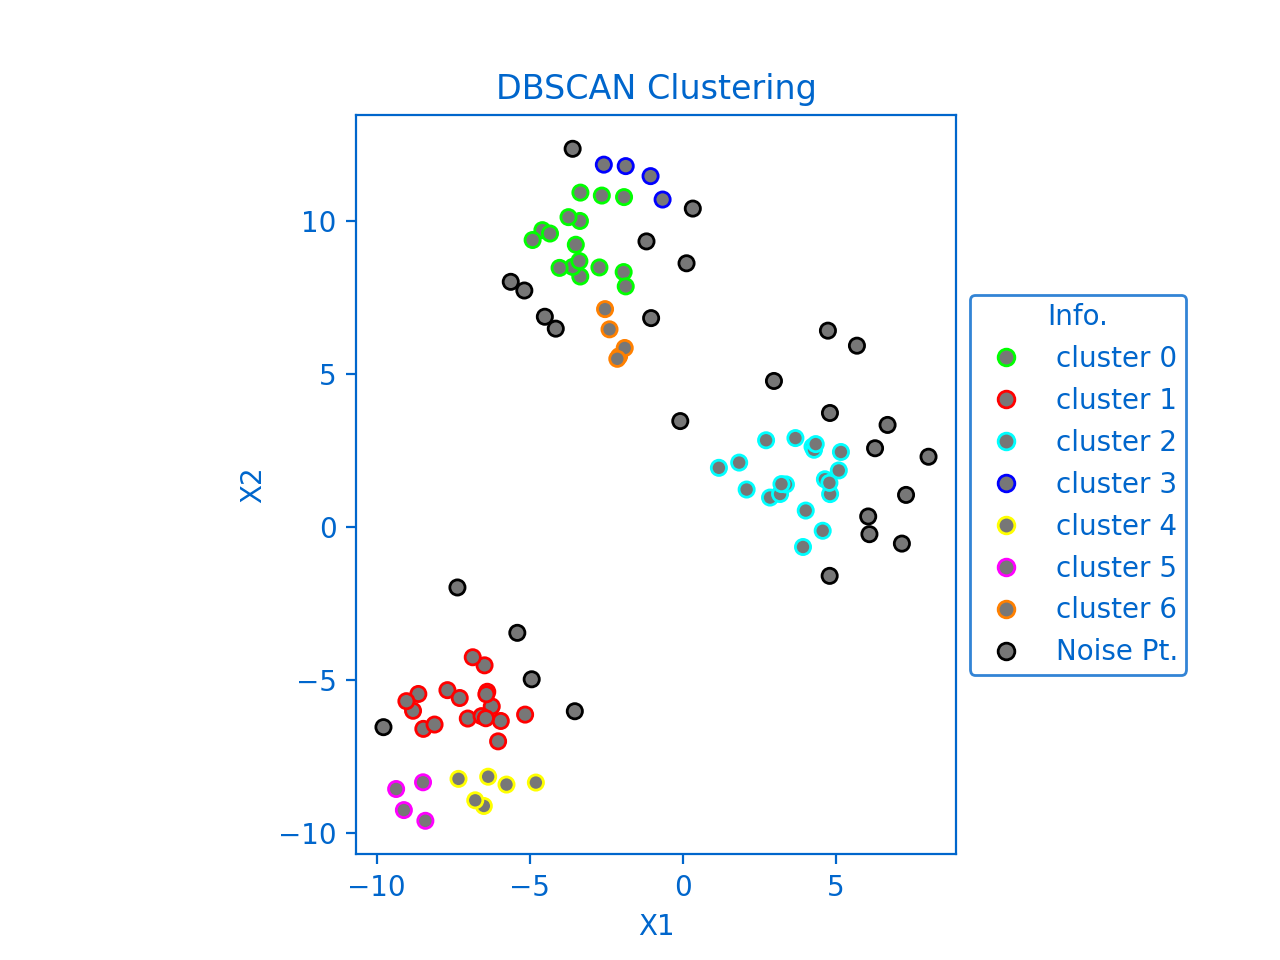 DBSCAN Clustering
10
5
0
−5
−10
X2
−10
−5
0
5
X1
Info.
cluster 0
cluster 1
cluster 2
cluster 3
cluster 4
cluster 5
cluster 6
Noise Pt.